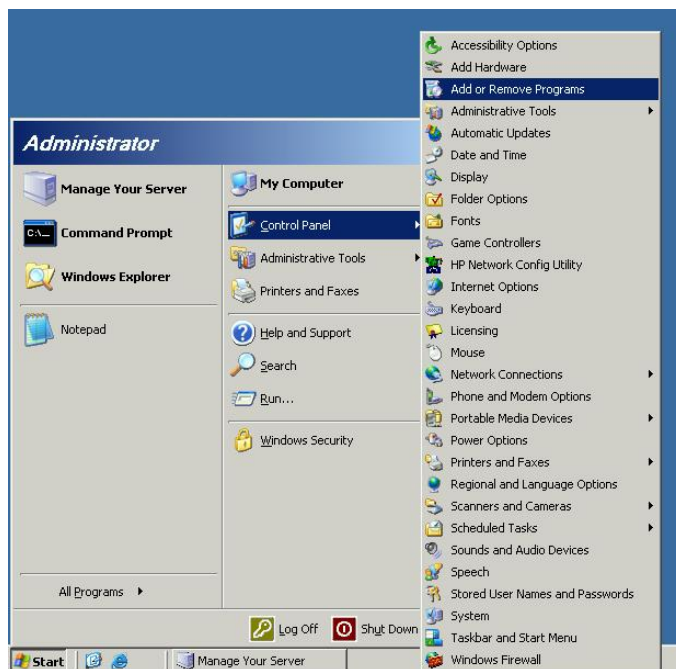 Administrator
Manage Your Server
Command Prompt
Windows Explorer
Notepad
All Programs
My Computer
Control Panel
Administrative Tools
Printers and Faxes
Help and Support
Search
Run...
Windows Security
Log Off
Shut Down
Accessibility Options
Add Hardware
Add or Remove Programs
Administrative Tools
Automatic Updates
Date and Time
Display
Folder Options
Fonts
Game Controllers
HP Network Config Utility
Internet Options
Keyboard
Licensing
Mouse
Network Connections
Phone and Modem Options
Portable Media Devices
Power Options
Printers and Faxes
Regional and Language Options
Scanners and Cameras
Scheduled Tasks
Sounds and Audio Devices
Speech
Stored User Names and Passwords
System
Taskbar and Start Menu
Windows Firewall
Start
Manage Your Server